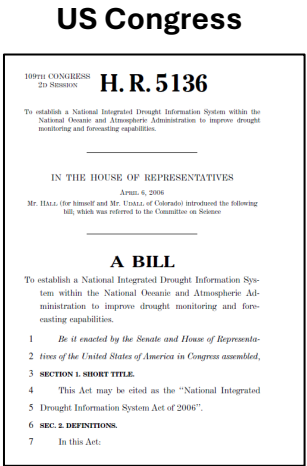 US Congress
109TH CONGRESS
2D SESSION
H. R. 5136
To establish a National Integrated Drought Information System within the
National Oceanic and Atmospheric Administration to improve drought
monitoring and forecasting capabilities.
IN THE HOUSE OF REPRESENTATIVES
APRIL 6, 2006
Mr. HALL (for himself and Mr. UDALL of Colorado) introduced the following
bill; which was referred to the Committee on Science
A BILL
To establish a National Integrated Drought Information Sys-
tem within the National Oceanic and Atmospheric Ad-
ministration to improve drought monitoring and fore-
casting capabilities.
1 Be it enacted by the Senate and House of Representa-
2 tives of the United States of America in Congress assembled,
3 SECTION 1. SHORT TITLE.
4 This Act may be cited as the "National Integrated
5 Drought Information System Act of 2006".
6 SEC. 2. DEFINITIONS.
7 In this Act: